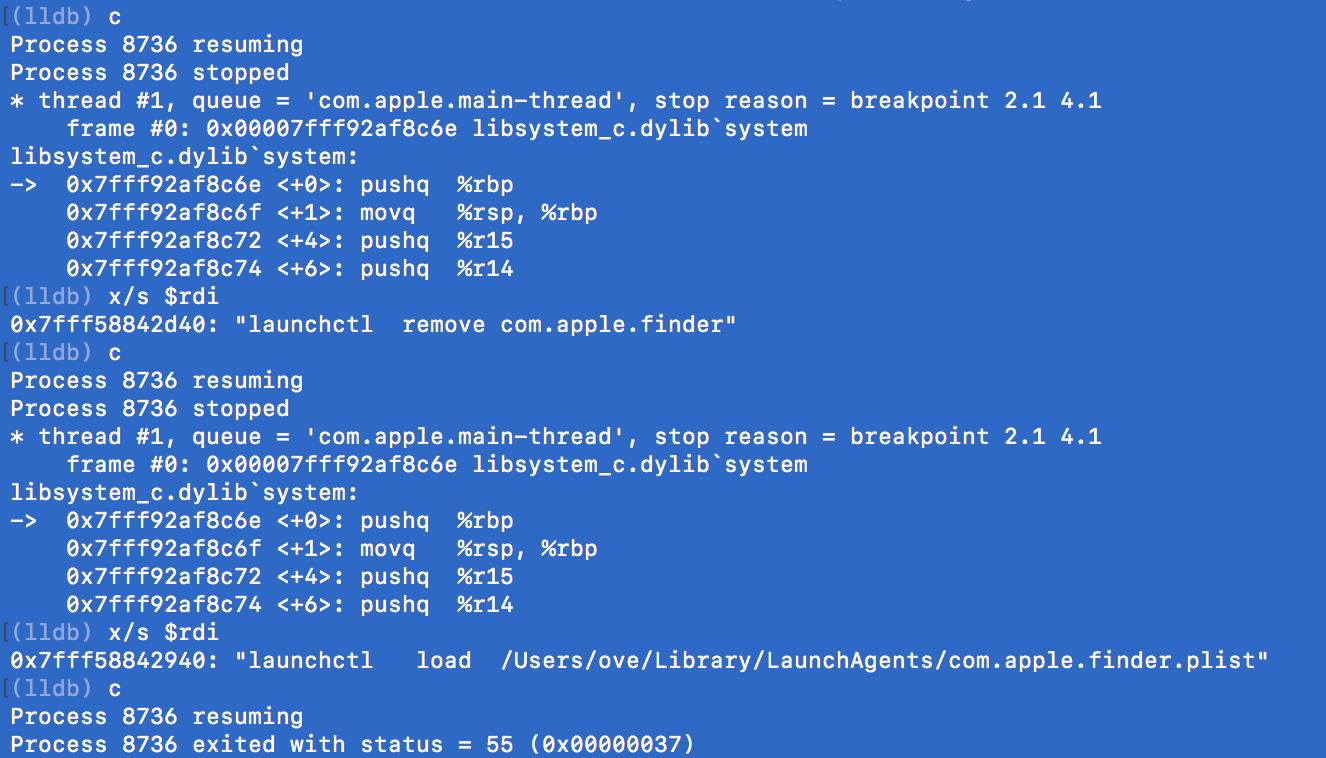 [(lldb) c
Process 8736 resuming
Process 8736 stopped
* thread #1, queue = 'com.apple.main-thread', stop reason = breakpoint 2.1 4.1
    frame #0: 0x00007fff92af8c6e libsystem_c.dylib`system
libsystem_c.dylib`system:
->  0x7fff92af8c6e <+0>: pushq  %rbp
    0x7fff92af8c6f <+1>: movq   %rsp, %rbp
    0x7fff92af8c72 <+4>: pushq  %r15
    0x7fff92af8c74 <+6>: pushq  %r14
[(lldb) x/s $rdi
0x7fff58842d40: "launchctl  remove com.apple.finder"
[(lldb) c
Process 8736 resuming
Process 8736 stopped
* thread #1, queue = 'com.apple.main-thread', stop reason = breakpoint 2.1 4.1
    frame #0: 0x00007fff92af8c6e libsystem_c.dylib`system
libsystem_c.dylib`system:
->  0x7fff92af8c6e <+0>: pushq  %rbp
    0x7fff92af8c6f <+1>: movq   %rsp, %rbp
    0x7fff92af8c72 <+4>: pushq  %r15
    0x7fff92af8c74 <+6>: pushq  %r14
[(lldb) x/s $rdi
0x7fff58842940: "launchctl   load  /Users/ove/Library/LaunchAgents/com.apple.finder.plist"
[(lldb) c
Process 8736 resuming
Process 8736 exited with status = 55 (0x00000037)